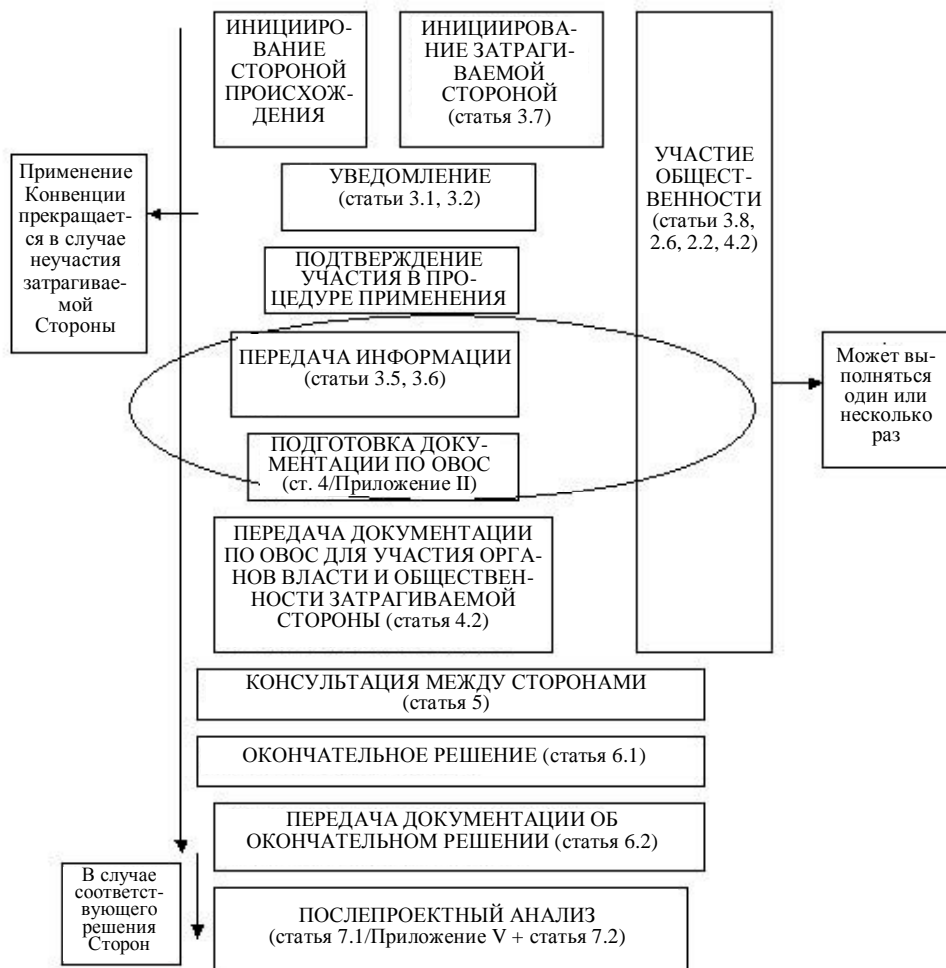 ИНИЦИИРО-
ВАНИЕ
СТОРОНОЙ
ПРОИСХОЖ-
ДЕНИЯ
ИНИЦИИРОВА-
НИЕ ЗАТРАГИ-
ВАЕМОЙ
СТОРОНОЙ
(статья 3.7)
Применение
Конвенции
прекращает-
ся в случае
неучастия
затрагивае-
мой
Стороны
УВЕДОМЛЕНИЕ
(статьи 3.1, 3.2)
УЧАСТИЕ
ОБЩЕСТ-
ВЕННОСТИ
(статьи 3.8,
2.6, 2.2, 4.2)
ПОДТВЕРЖДЕНИЕ
УЧАСТИЯ В ПРО-
ЦЕДУРЕ ПРИМЕНЕНИЯ
ПЕРЕДАЧА ИНФОРМАЦИИ
(статьи 3.5, 3.6)
Может вы-
полняться
один или
несколько
раз
ПОДГОТОВКА ДОКУ-
МЕНТАЦИИ ПО ОВОС
(ст. 4/Приложение II)
ПЕРЕДАЧА ДОКУМЕНТАЦИИ
ПО ОВОС ДЛЯ УЧАСТИЯ ОРГА-
НОВ ВЛАСТИ И ОБЩЕСТВЕН-
НОСТИ ЗАТРАГИВАЕМОЙ
СТОРОНЫ (статья 4.2)
КОНСУЛЬТАЦИЯ МЕЖДУ СТОРОНАМИ
(статья 5)
ОКОНЧАТЕЛЬНОЕ РЕШЕНИЕ (статья 6.1)
ПЕРЕДАЧА ДОКУМЕНТАЦИИ ОБ
ОКОНЧАТЕЛЬНОМ РЕШЕНИИ (статья 6.2)
В случае
соответст-
вующего
решения
Сторон
ПОСЛЕПРОЕКТНЫЙ АНАЛИЗ
(статья 7.1/Приложение V + статья 7.2)